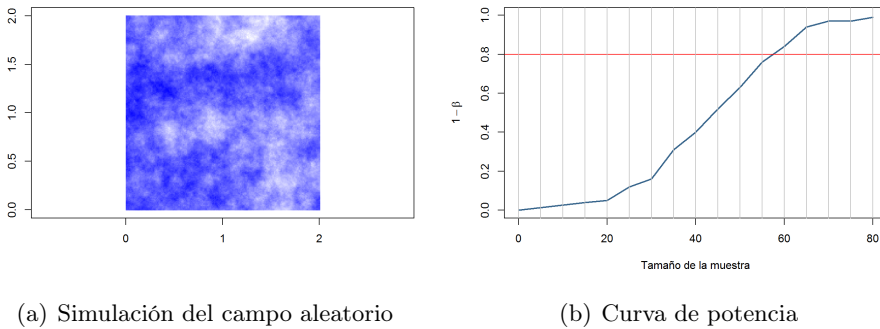 2.0
1.5
1.0
0.5
0.0
0 1 2
1.0
0.8
0.6
0.4
0.2
0.0
1 − β
0 20 40 60 80
Tamaño de la muestra
(a) Simulación del campo aleatorio
(b) Curva de potencia